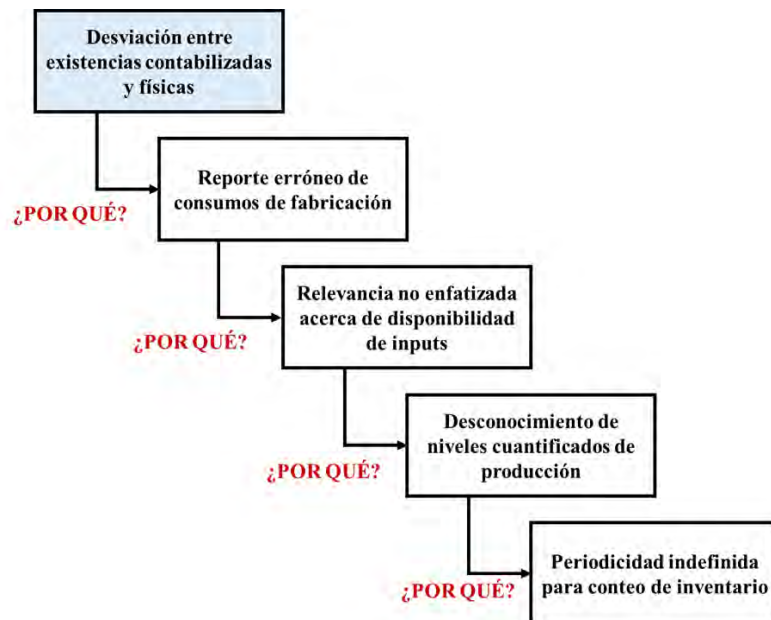 Desviación entre
existencias contabilizadas
y físicas
¿POR QUÉ?
Reporte erróneo de
consumos de fabricación
¿POR QUÉ?
Relevancia no enfatizada
acerca de disponibilidad
de inputs
¿POR QUÉ?
Desconocimiento de
niveles cuantificados de
producción
¿POR QUÉ?
Periodicidad indefinida
para conteo de inventario